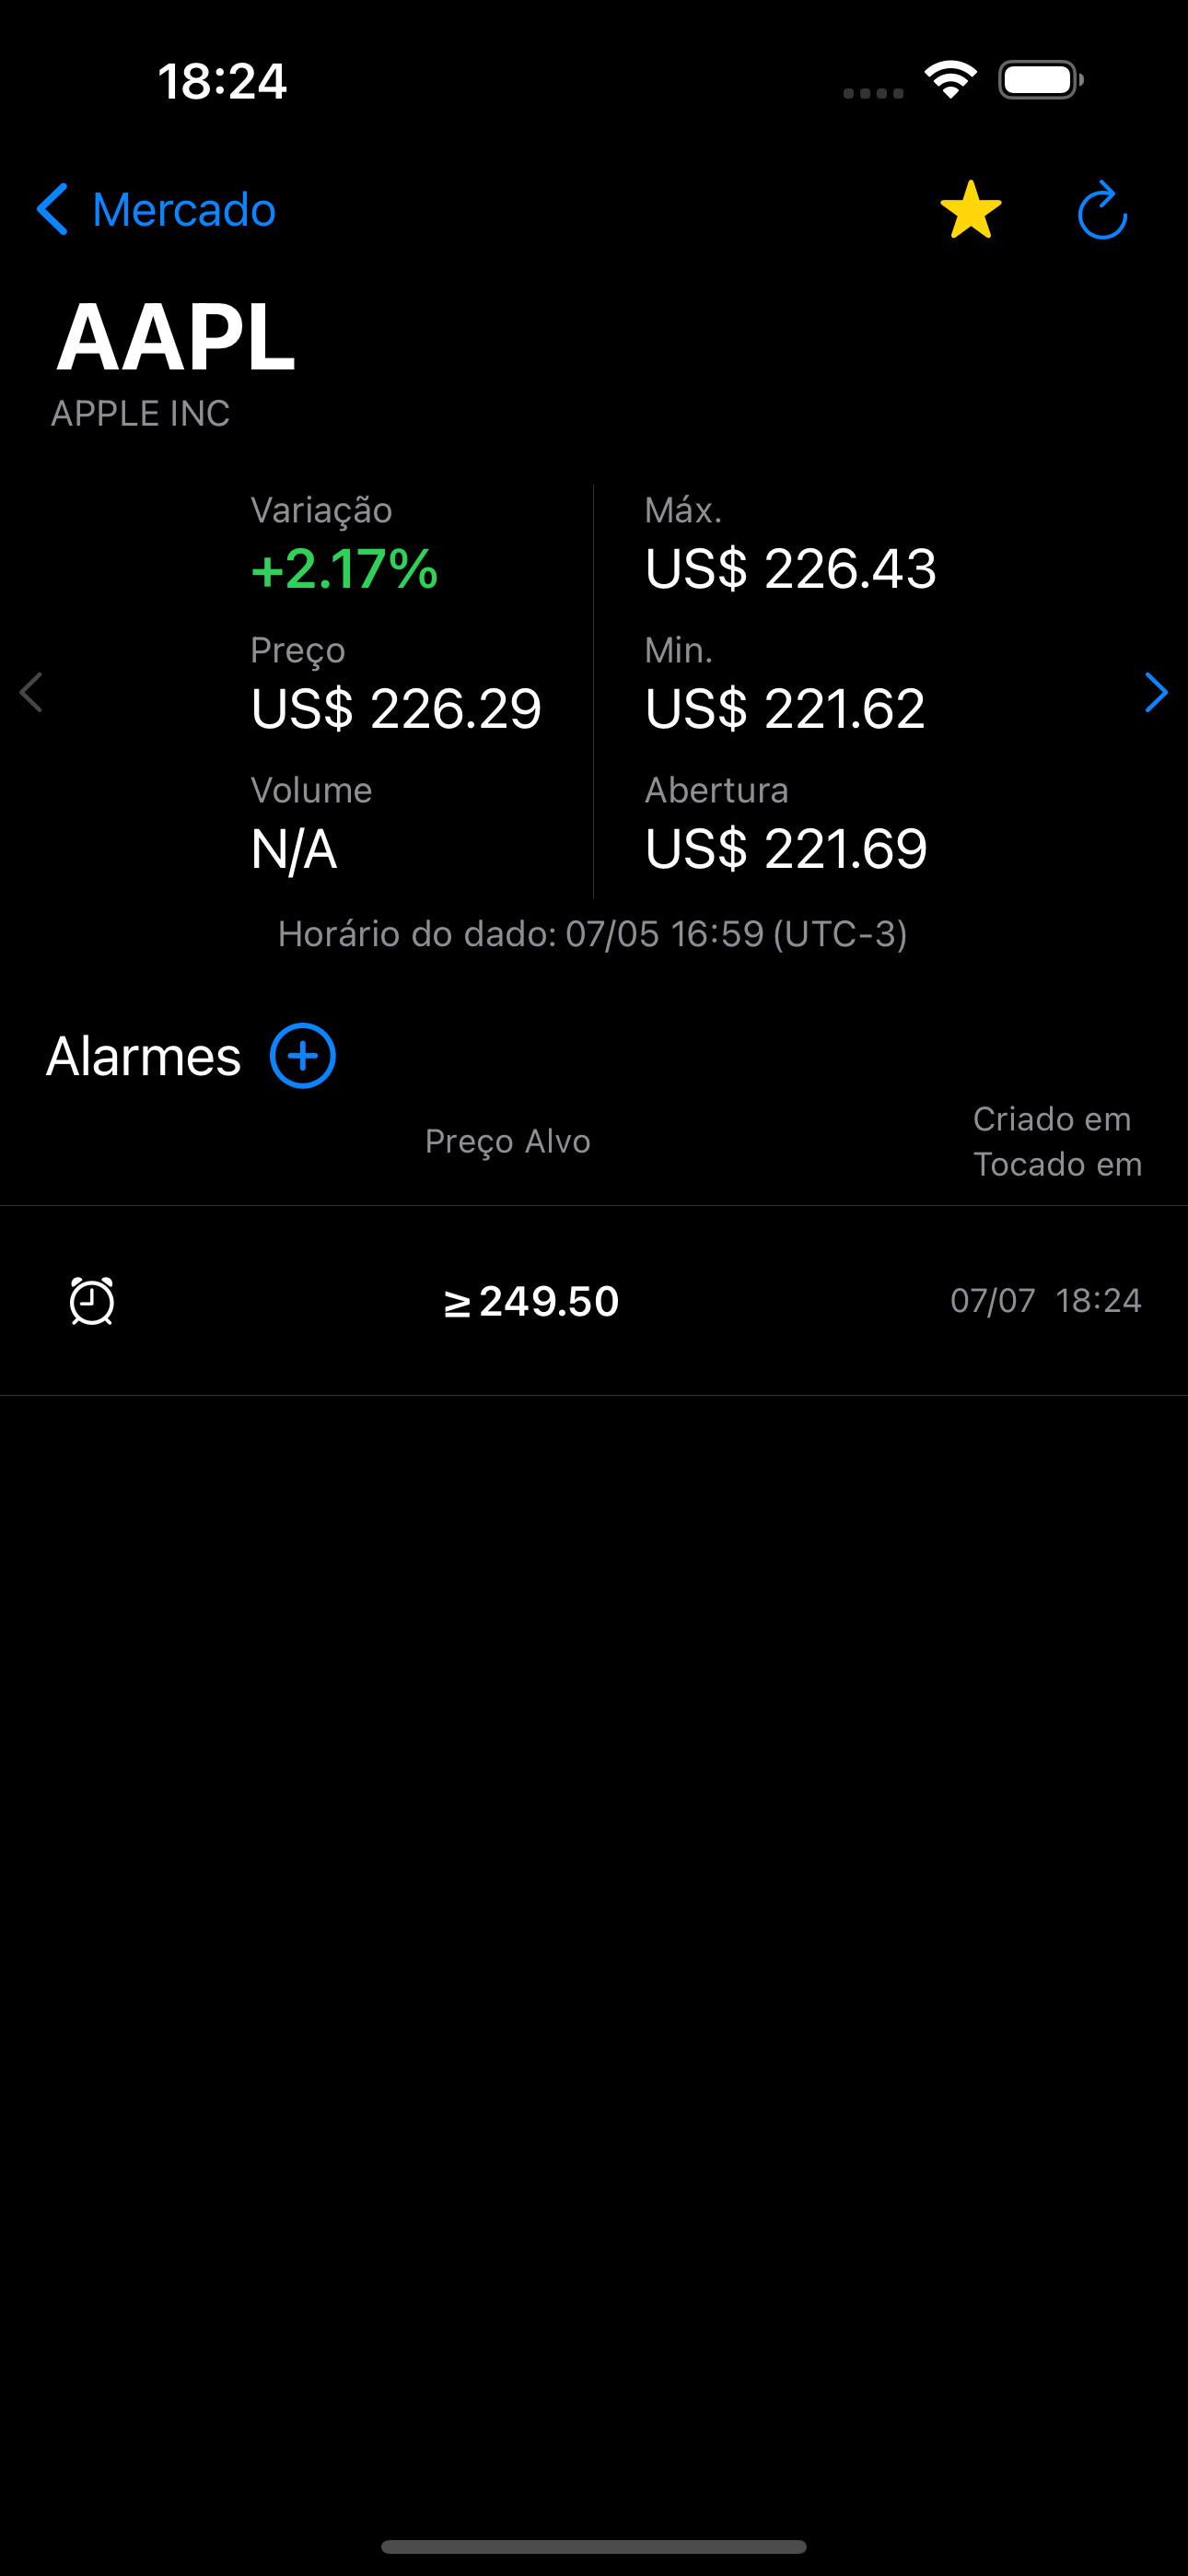 18:24
Mercado
AAPL
APPLE INC
Variação
+2.17%
Máx.
US$ 226.43
Preço
US$ 226.29
Min.
US$ 221.62
Volume
N/A
Abertura
US$ 221.69
Horário do dado: 07/05 16:59 (UTC-3)
Alarmes
Preço Alvo
Criado em
Tocado em
≥ 249.50
07/07 18:24